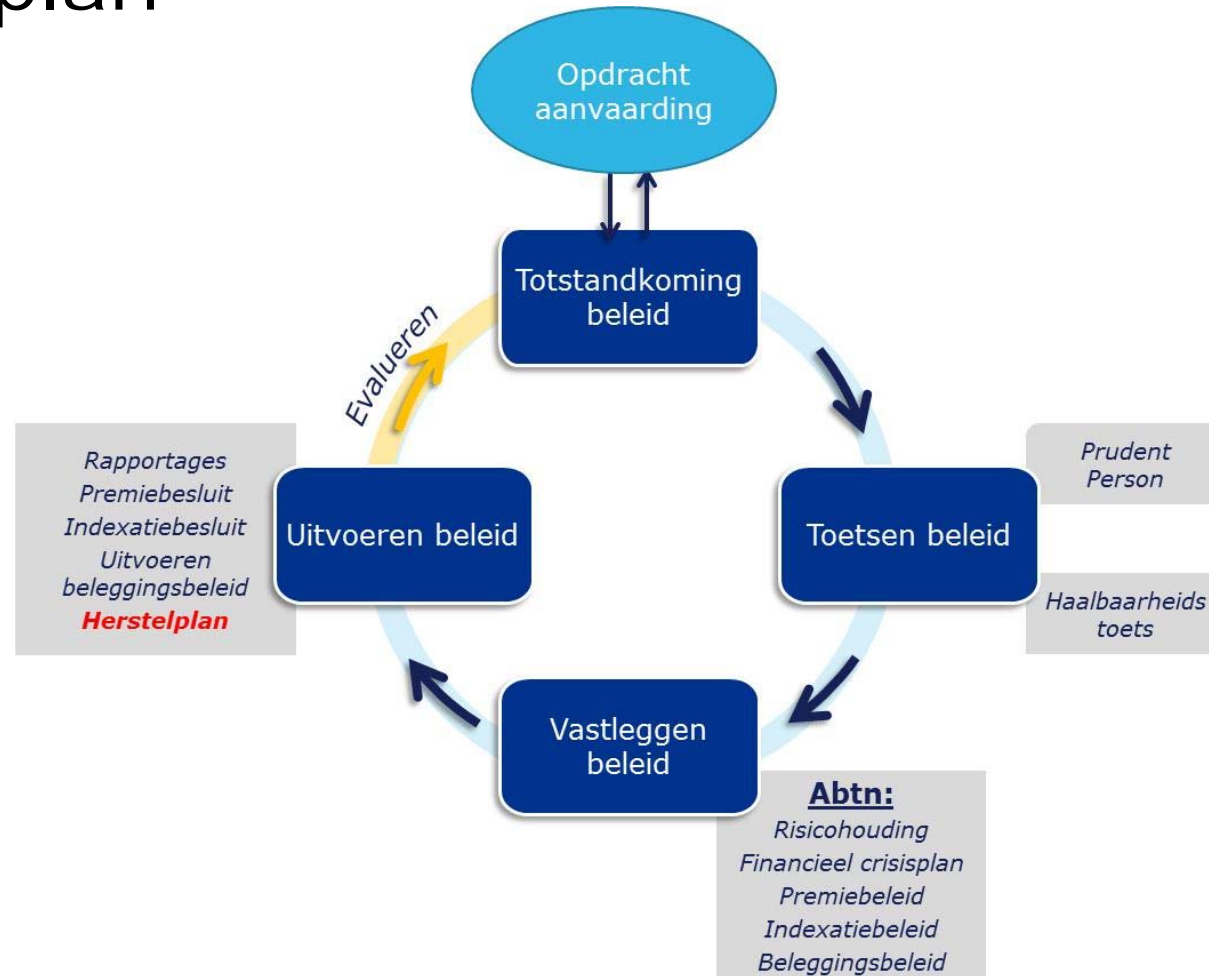 plan
Opdracht
aanvaarding
Totstandkoming
beleid
Evalueren
Rapportages
Premiebesluit
Indexatiebesluit
Uitvoeren
beleggingsbeleid
Herstelplan
Uitvoeren beleid
Toetsen beleid
Prudent
Person
Haalbaarheids
toets
Vastleggen
beleid
Abtn:
Risicohouding
Financieel crisisplan
Premiebeleid
Indexatiebeleid
Beleggingsbeleid